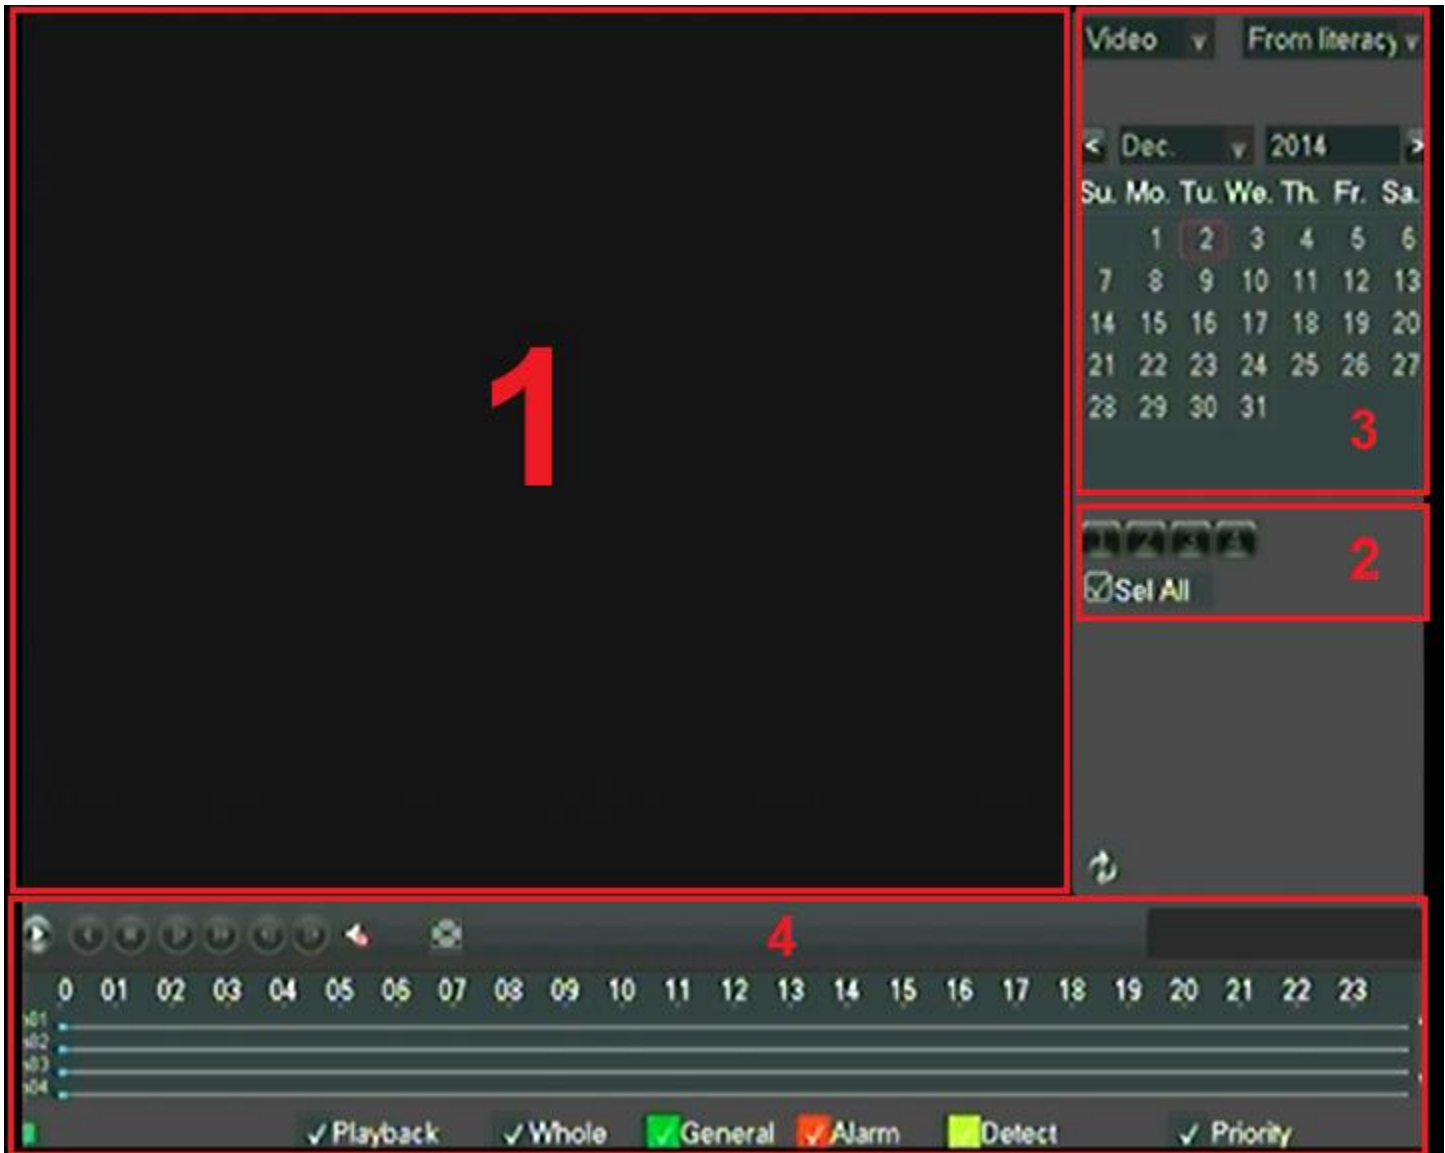 Video From literacy
1
< Dec. 2014 >
Su. Mo. Tu. We. Th. Fr. Sa.
1 2 3 4 5 6
7 8 9 10 11 12 13
14 15 16 17 18 19 20
21 22 23 24 25 26 27
28 29 30 31
3
1 2 3 4
2
Sel All
4
0 01 02 03 04 05 06 07 08 09 10 11 12 13 14 15 16 17 18 19 20 21 22 23
Playback Whole General Alarm Detect Priority